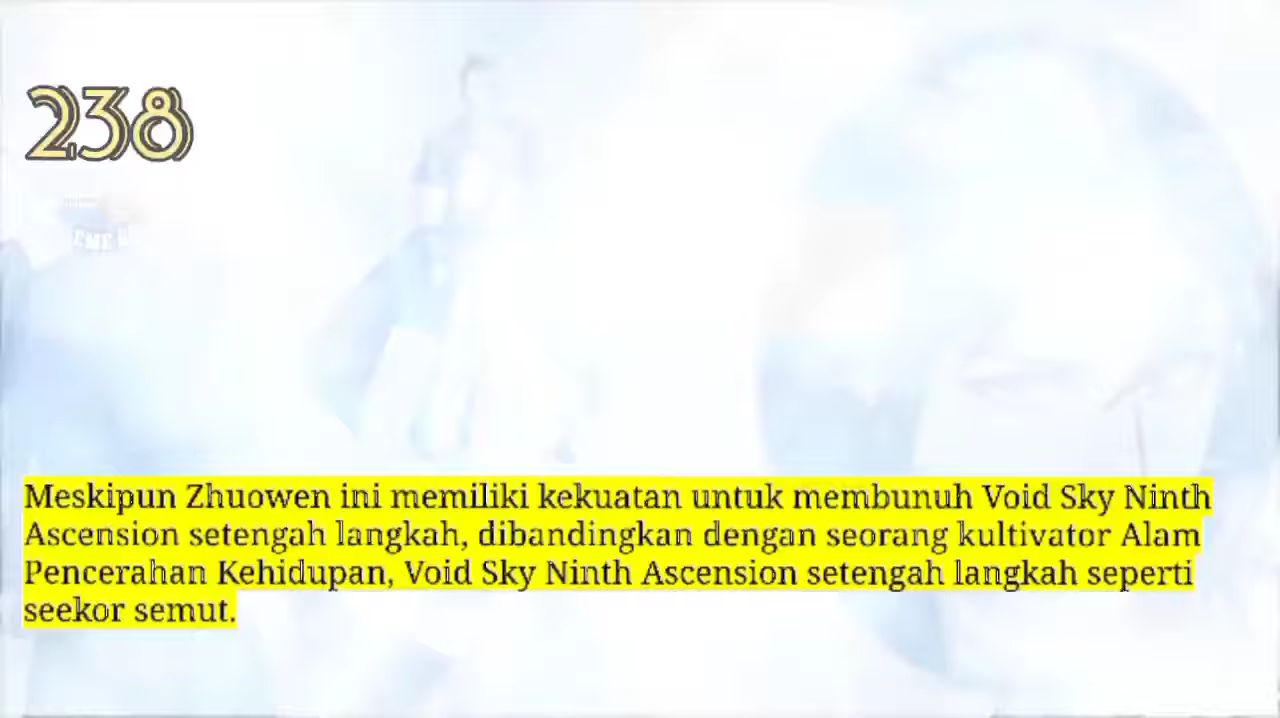 238
Meskipun Zhuowen ini memiliki kekuatan untuk membunuh Void Sky Ninth
Ascension setengah langkah, dibandingkan dengan seorang kultivator Alam
Pencerahan Kehidupan, Void Sky Ninth Ascension setengah langkah seperti
seekor semut.